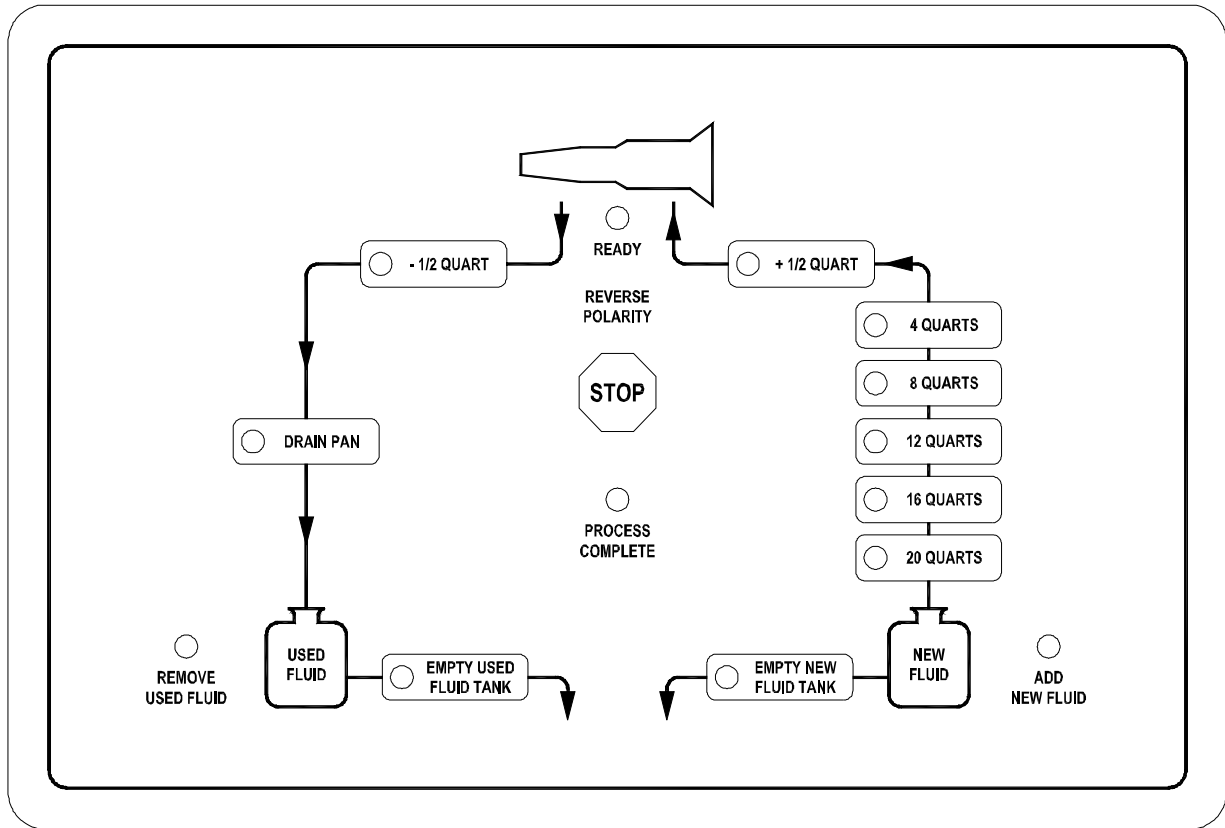 READY
- 1/2 QUART
+ 1/2 QUART
REVERSE
POLARITY
4 QUARTS
8 QUARTS
STOP
DRAIN PAN
12 QUARTS
16 QUARTS
PROCESS
COMPLETE
20 QUARTS
REMOVE
USED FLUID
USED
FLUID
EMPTY USED
FLUID TANK
EMPTY NEW
FLUID TANK
NEW
FLUID
ADD
NEW FLUID